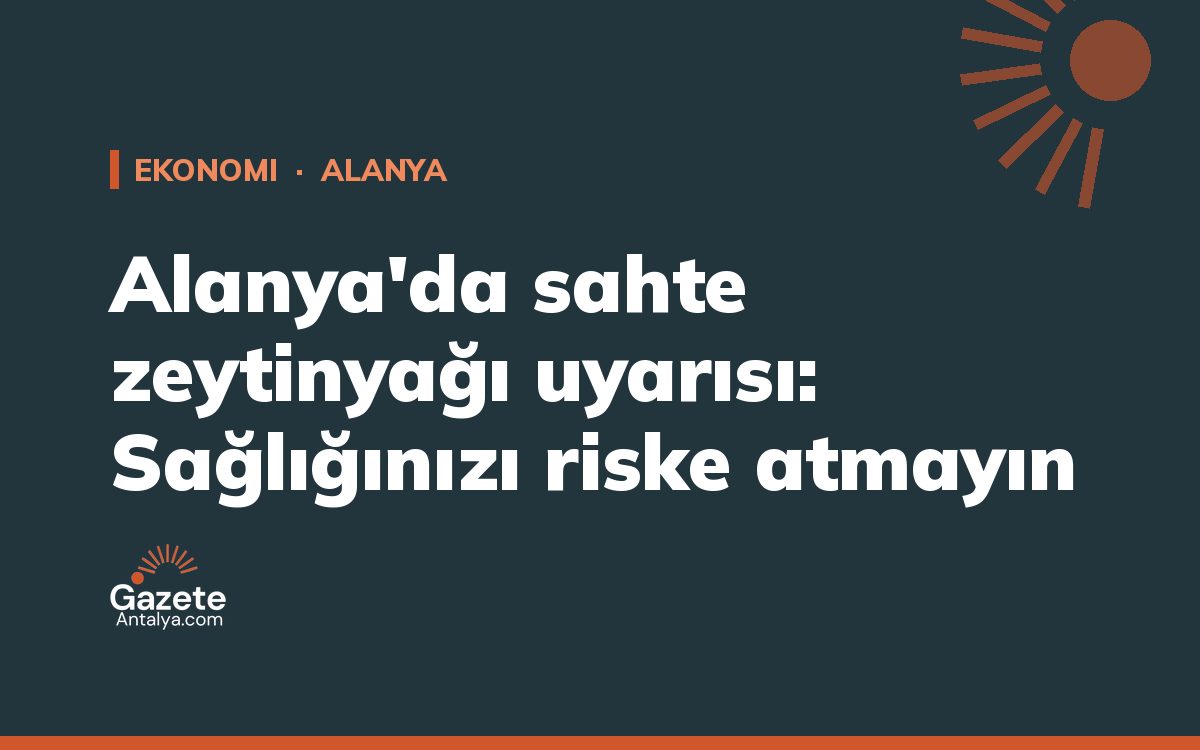 EKONOMI · ALANYA
Alanya'da sahte
zeytinyağı uyarısı:
Sağlığınızı riske atmayın
Gazete
Antalya.com